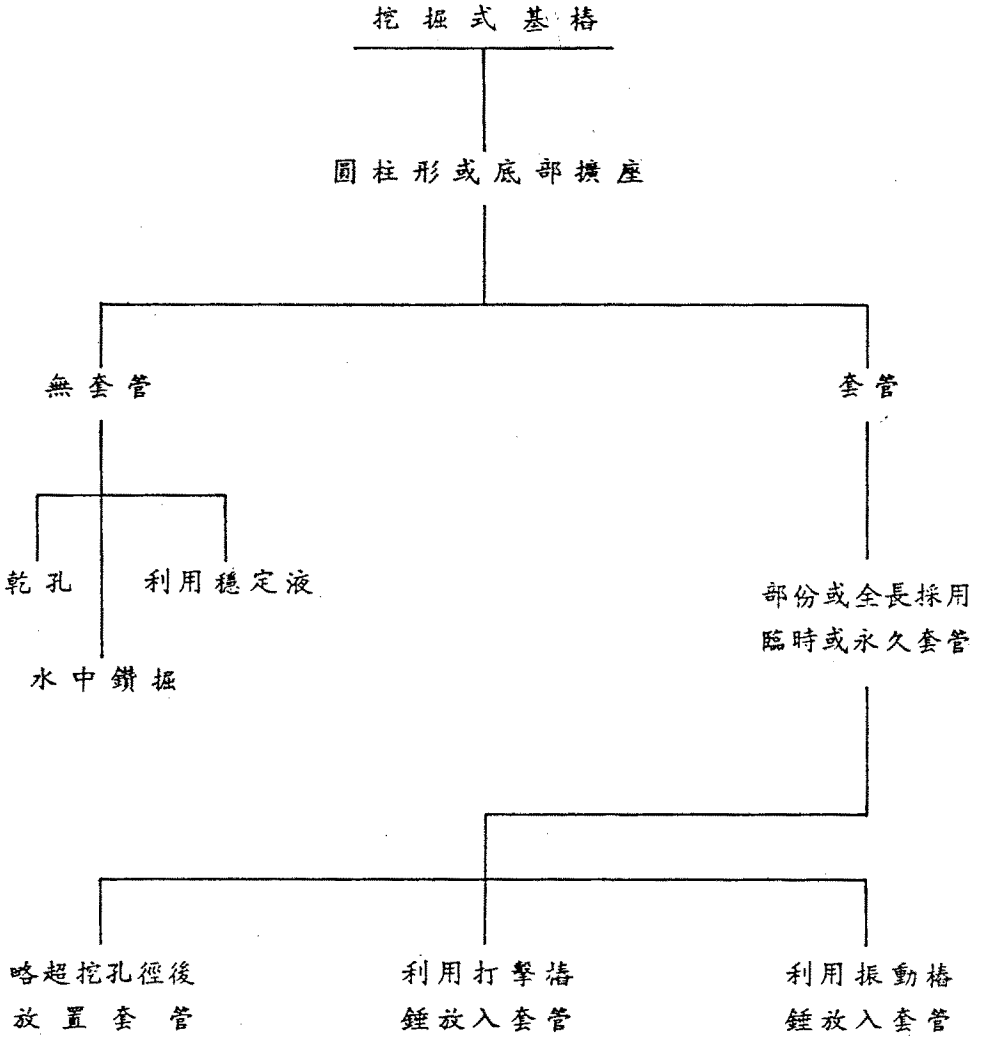 挖掘式基樁
圓柱形或底部擴座
無套管
套管
乾孔
利用穩定液
水中鑽掘
部份或全長採用
臨時或永久套管
略超挖孔徑後
放置套管
利用打擊樁
錘放入套管
利用振動樁
錘放入套管